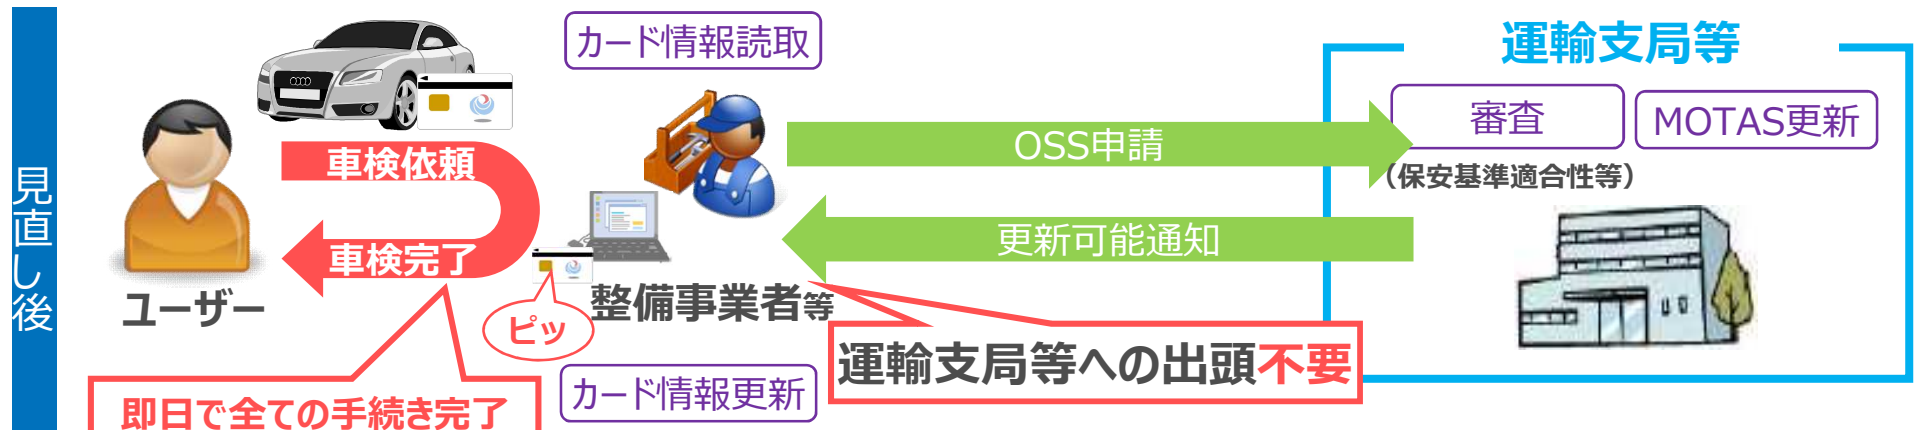 見直し後
カード情報読取
運輸支局等
審査
MOTAS更新
(保安基準適合性等)
OSS申請
車検依頼
更新可能通知
車検完了
ユーザー
ピッ
整備事業者等
運輸支局等への出頭不要
カード情報更新
即日で全ての手続き完了